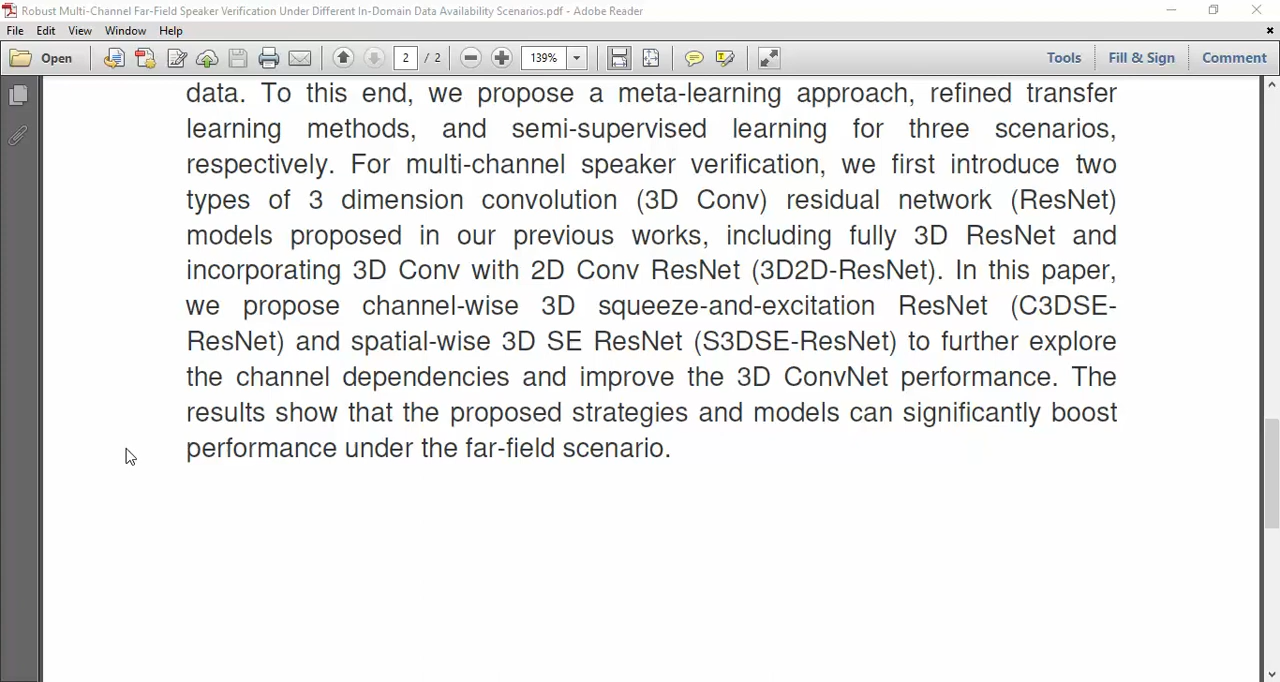 Robust Multi-Channel Far-Field Speaker Verification Under Different In-Domain Data Availability Scenarios.pdf - Adobe Reader
File Edit View Window Help
Open 2 / 2 139% Tools Fill & Sign Comment
data. To this end, we propose a meta-learning approach, refined transfer
learning methods, and semi-supervised learning for three scenarios,
respectively. For multi-channel speaker verification, we first introduce two
types of 3 dimension convolution (3D Conv) residual network (ResNet)
models proposed in our previous works, including fully 3D ResNet and
incorporating 3D Conv with 2D Conv ResNet (3D2D-ResNet). In this paper,
we propose channel-wise 3D squeeze-and-excitation ResNet (C3DSE-
ResNet) and spatial-wise 3D SE ResNet (S3DSE-ResNet) to further explore
the channel dependencies and improve the 3D ConvNet performance. The
results show that the proposed strategies and models can significantly boost
performance under the far-field scenario.